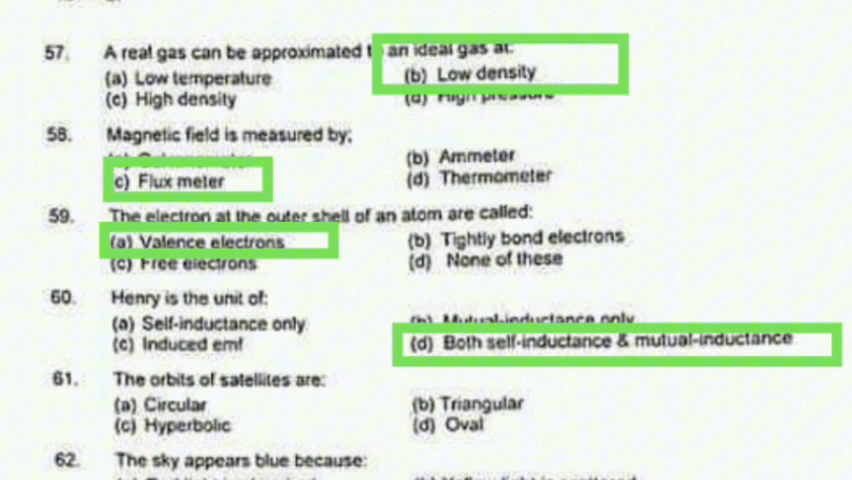 57. A real gas can be approximated an ideal gas at:
(a) Low temperature (b) Low density
(c) High density (d) High pressure
58. Magnetic field is measured by;
(b) Ammeter
c) Flux meter (d) Thermometer
59. The electron at the outer shell of an atom are called:
(a) Valence electrons (b) Tightly bond electrons
(c) Free electrons (d) None of these
60. Henry is the unit of:
(a) Self-inductance only (b) Mutual-inductance only
(c) Induced emf (d) Both self-inductance & mutual-inductance
61. The orbits of satellites are:
(a) Circular (b) Triangular
(c) Hyperbolic (d) Oval
62. The sky appears blue because: